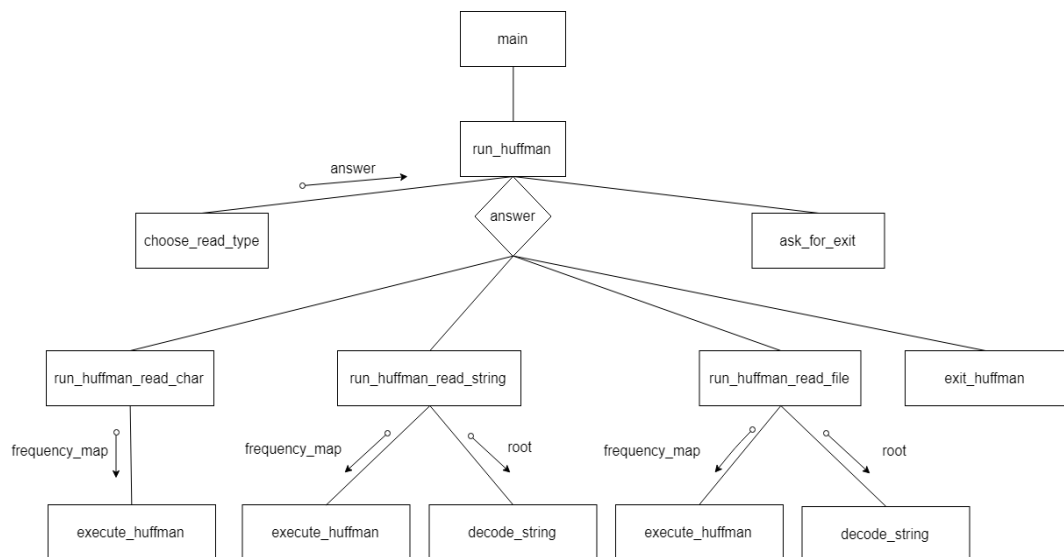 main
run_huffman
answer
answer
choose_read_type
ask_for_exit
run_huffman_read_char
run_huffman_read_string
run_huffman_read_file
exit_huffman
frequency_map
frequency_map
root
frequency_map
root
execute_huffman
execute_huffman
decode_string
execute_huffman
decode_string